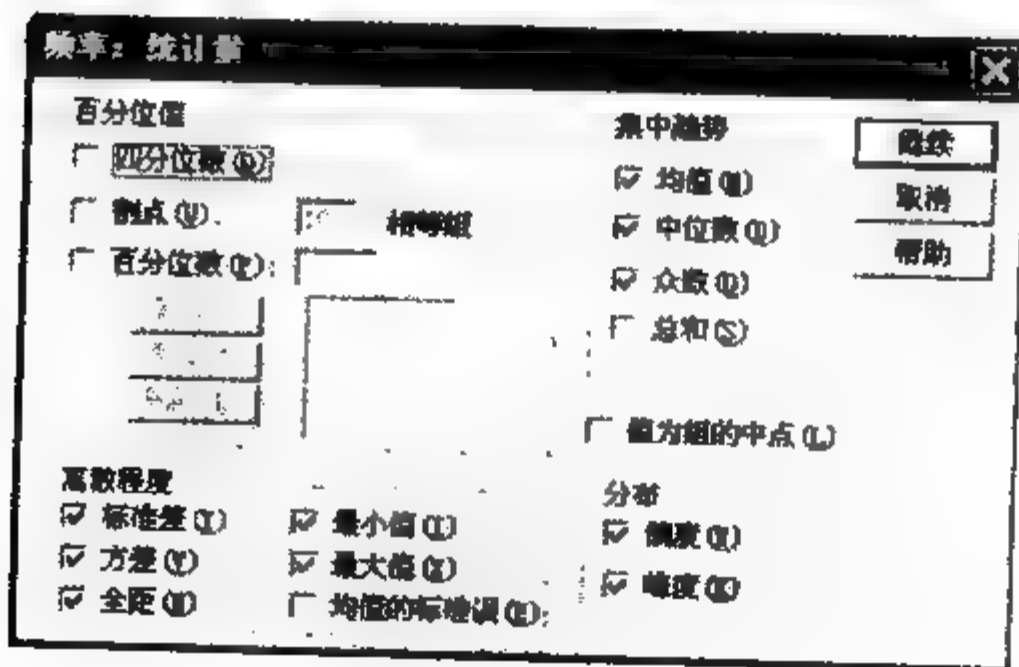 频率: 统计量
百分位值
四分位数(Q)
割点(U):
相等组
百分位数(P):
集中趋势
均值(M)
中位数(D)
众数(O)
总和(S)
继续
取消
帮助
值为组的中点(L)
离散程度
标准差(T)
最小值(I)
方差(V)
最大值(X)
全距(N)
均值的标准误(E):
分布
偏度(W)
峰度(K)